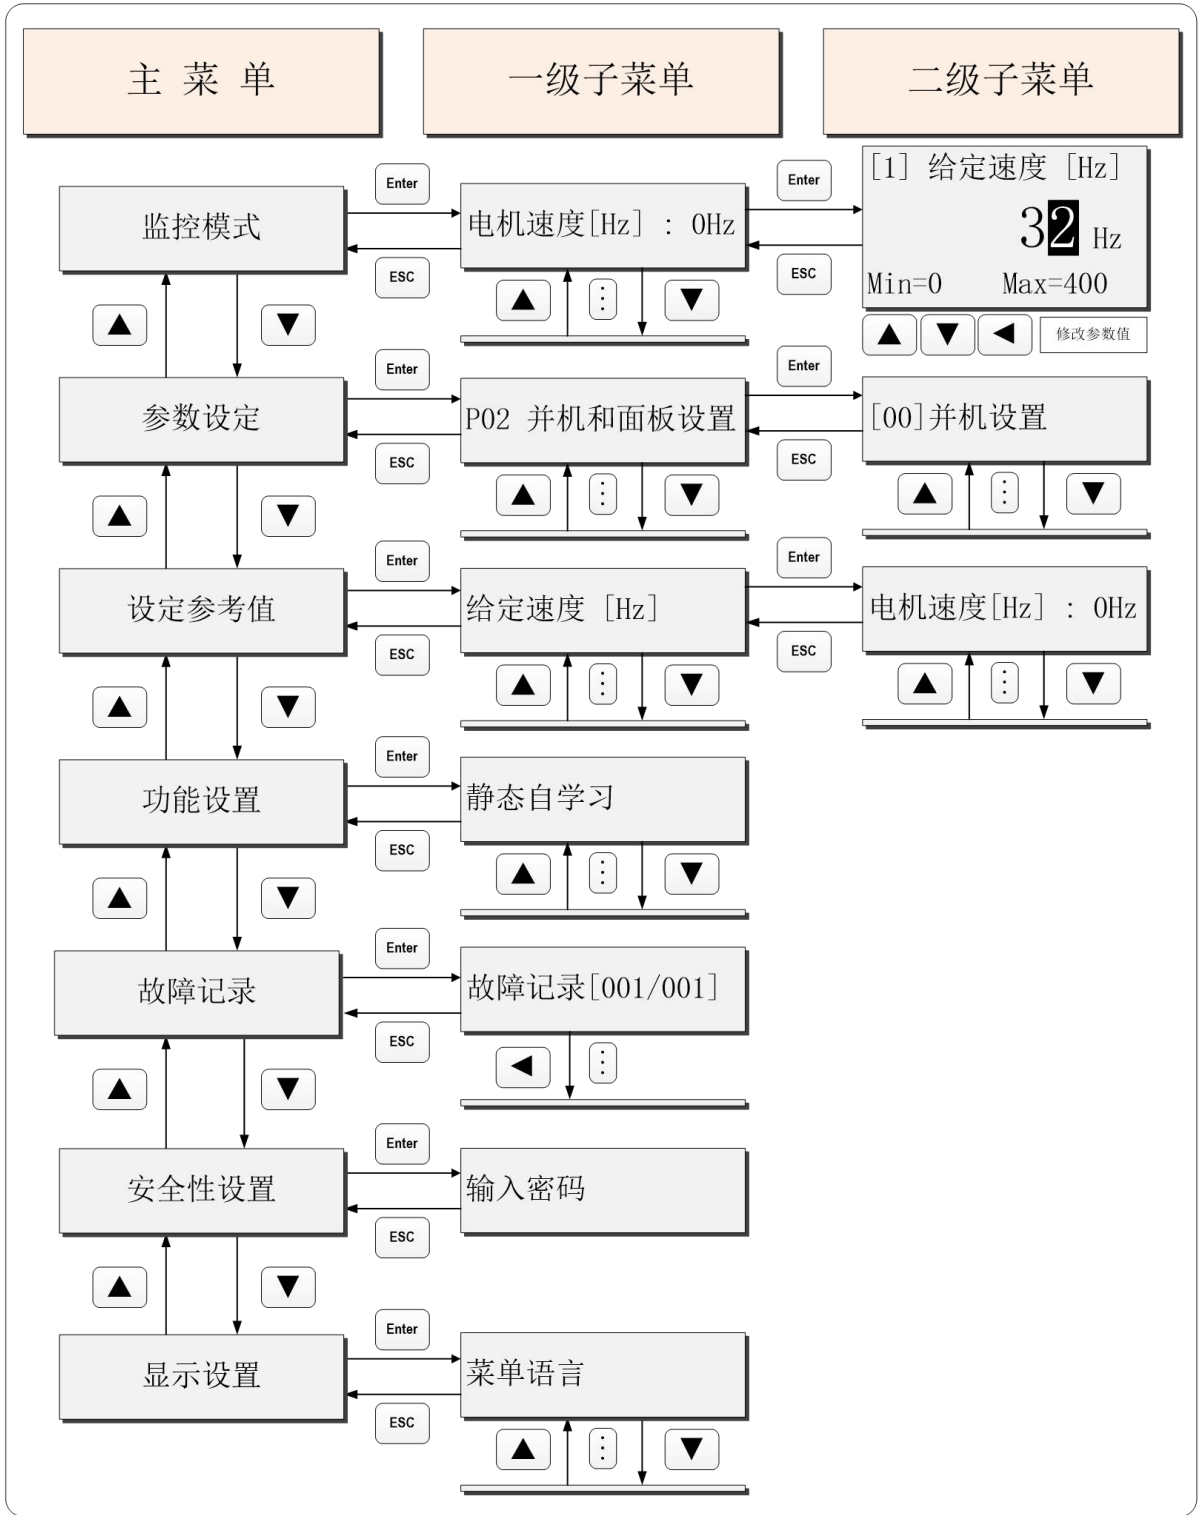 主 菜 单
一级子菜单
二级子菜单
监控模式
Enter
ESC
电机速度[Hz] : 0Hz
Enter
ESC
[1] 给定速度 [Hz]
32 Hz
Min=0 Max=400
修改参数值
参数设定
Enter
ESC
P02 并机和面板设置
Enter
ESC
[00]并机设置
设定参考值
Enter
ESC
给定速度 [Hz]
Enter
ESC
电机速度[Hz] : 0Hz
功能设置
Enter
ESC
静态自学习
故障记录
Enter
ESC
故障记录[001/001]
安全性设置
Enter
ESC
输入密码
显示设置
Enter
ESC
菜单语言